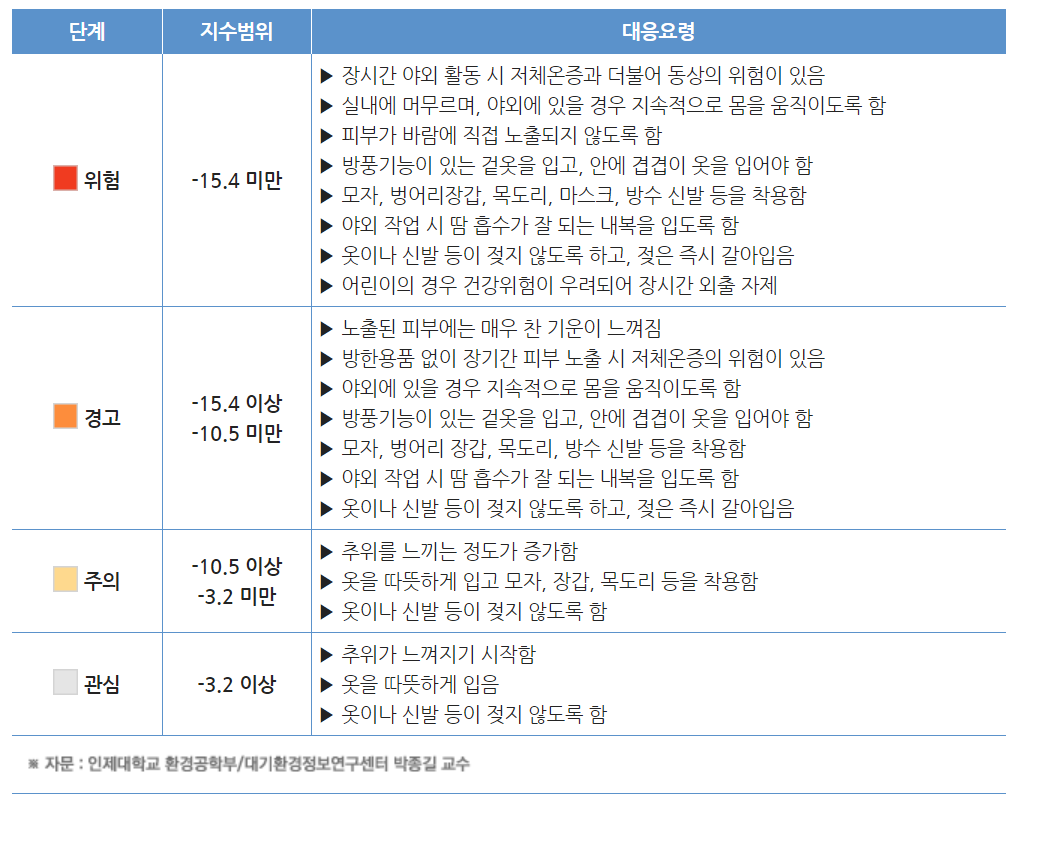 단계 지수범위 대응요령
위험
-15.4 미만
▶ 장시간 야외 활동 시 저체온증과 더불어 동상의 위험이 있음
▶ 실내에 머무르며, 야외에 있을 경우 지속적으로 몸을 움직이도록 함
▶ 피부가 바람에 직접 노출되지 않도록 함
▶ 방풍기능이 있는 겉옷을 입고, 안에 겹겹이 옷을 입어야 함
▶ 모자, 벙어리장갑, 목도리, 마스크, 방수 신발 등을 착용함
▶ 야외 작업 시 땀 흡수가 잘 되는 내복을 입도록 함
▶ 옷이나 신발 등이 젖지 않도록 하고, 젖은 즉시 갈아입음
▶ 어린이의 경우 건강위험이 우려되어 장시간 외출 자제
경고
-15.4 이상
-10.5 미만
▶ 노출된 피부에는 매우 찬 기운이 느껴짐
▶ 방한용품 없이 장기간 피부 노출 시 저체온증의 위험이 있음
▶ 야외에 있을 경우 지속적으로 몸을 움직이도록 함
▶ 방풍기능이 있는 겉옷을 입고, 안에 겹겹이 옷을 입어야 함
▶ 모자, 벙어리 장갑, 목도리, 방수 신발 등을 착용함
▶ 야외 작업 시 땀 흡수가 잘 되는 내복을 입도록 함
▶ 옷이나 신발 등이 젖지 않도록 하고, 젖은 즉시 갈아입음
주의
-10.5 이상
-3.2 미만
▶ 추위를 느끼는 정도가 증가함
▶ 옷을 따뜻하게 입고 모자, 장갑, 목도리 등을 착용함
▶ 옷이나 신발 등이 젖지 않도록 함
관심
-3.2 이상
▶ 추위가 느껴지기 시작함
▶ 옷을 따뜻하게 입음
▶ 옷이나 신발 등이 젖지 않도록 함
※ 자문 : 인제대학교 환경공학부/대기환경정보연구센터 박종길 교수